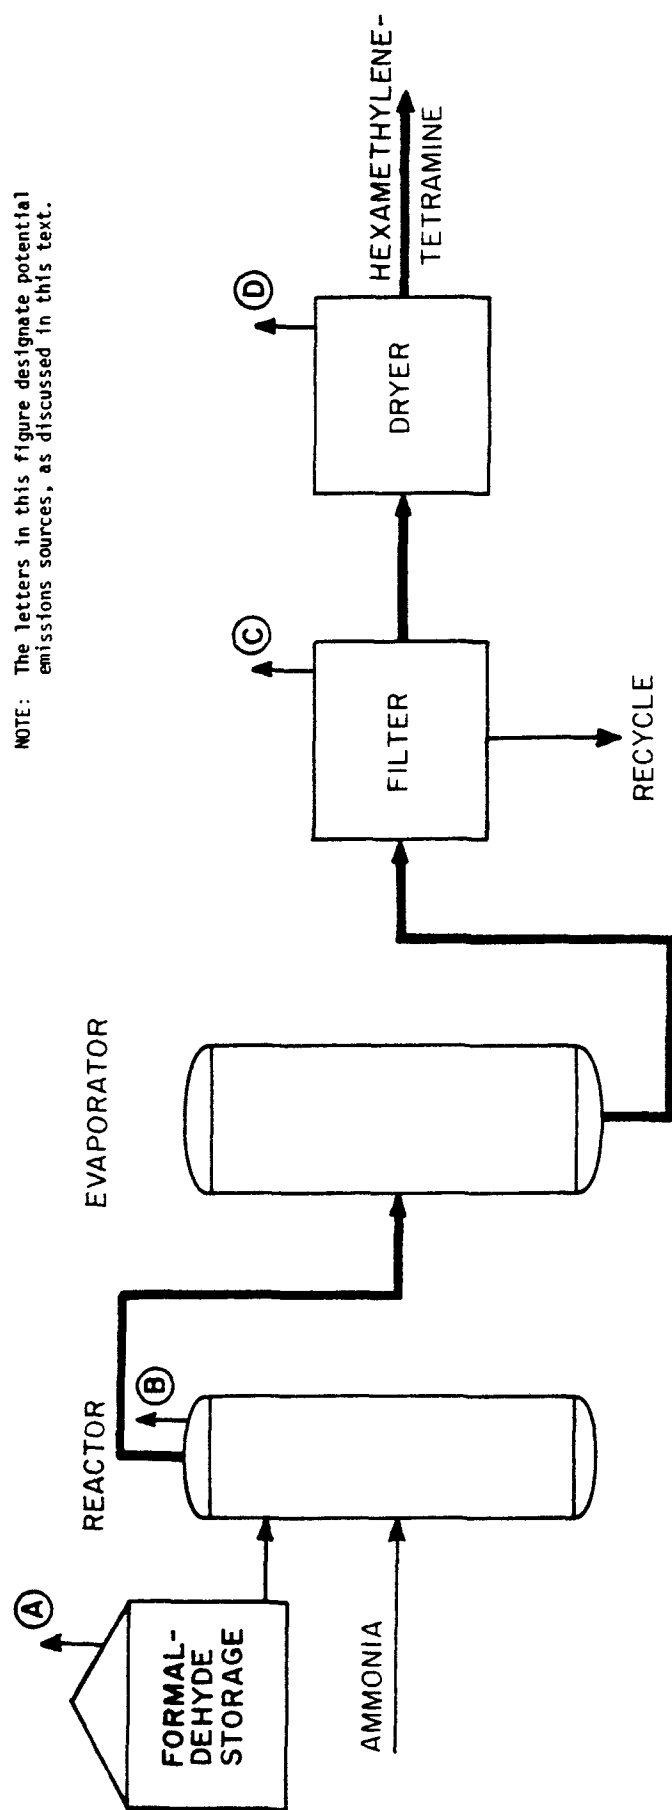 NOTE: The letters in this figure designate potential
emissions sources, as discussed in this text.
A
FORMAL-
DEHYDE
STORAGE
AMMONIA
REACTOR
B
EVAPORATOR
C
FILTER
RECYCLE
D
DRYER
HEXAMETHYLENE-
TETRAMINE